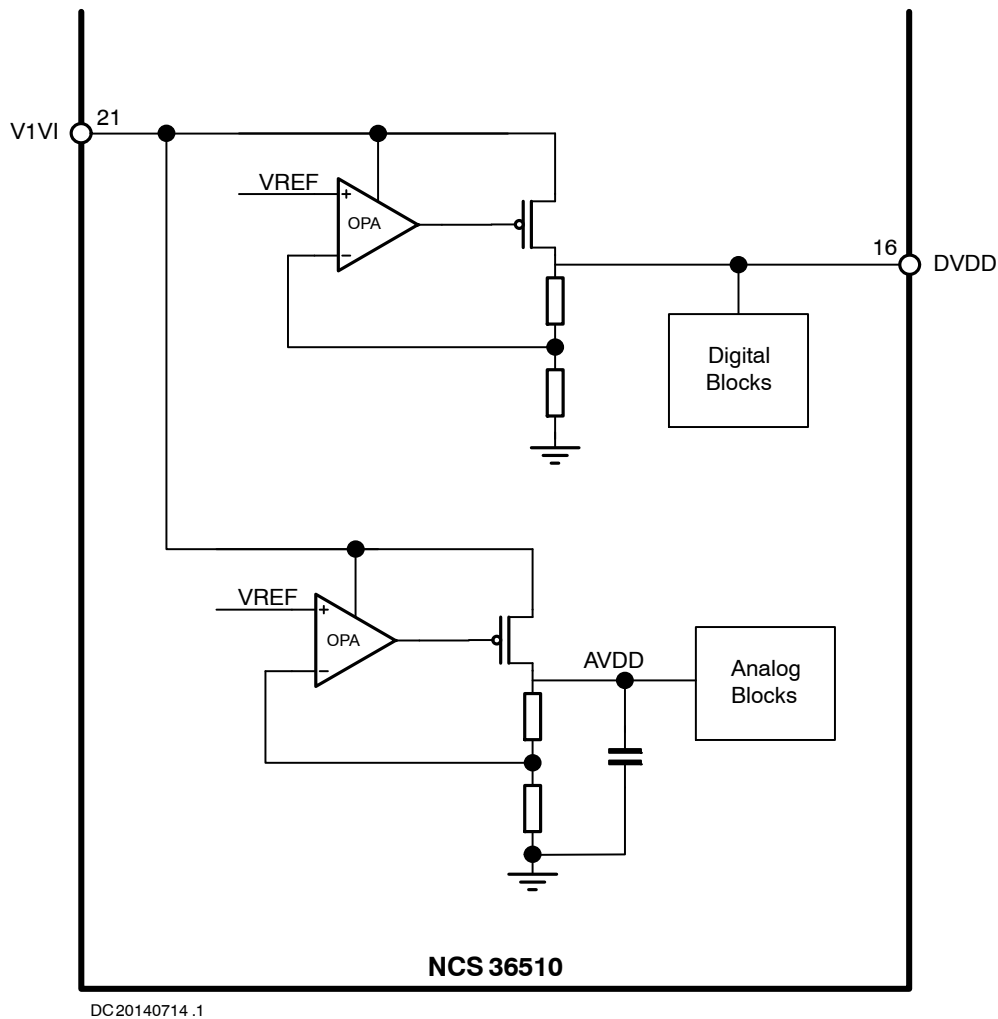 21
V1VI
VREF
+
OPA
−
16
DVDD
Digital
Blocks
VREF
+
OPA
−
AVDD
Analog
Blocks
NCS 36510
DC20140714 .1